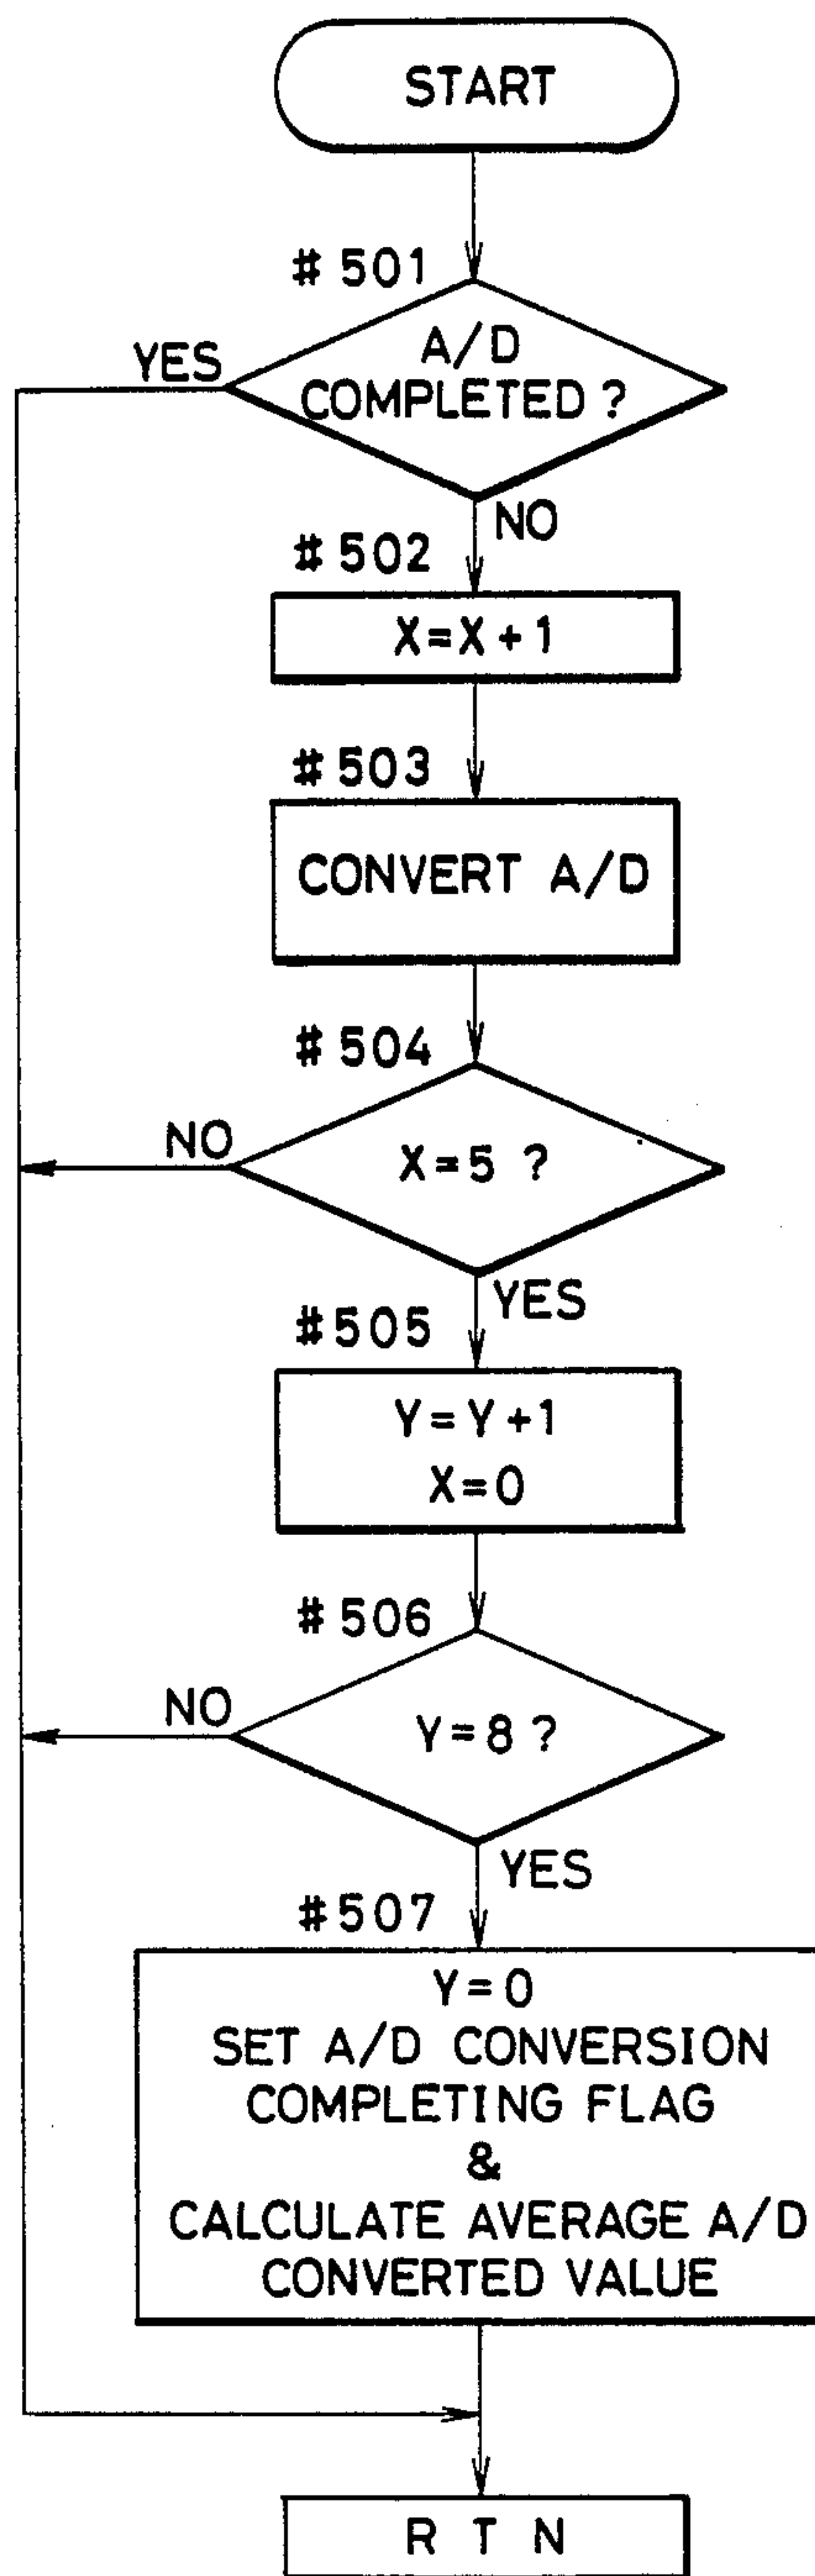 START
# 501
YES
A/D
COMPLETED ?
NO
# 502
X=X+1
# 503
CONVERT A/D
# 504
NO
X=5 ?
YES
# 505
Y=Y+1
X=0
# 506
NO
Y=8 ?
YES
# 507
Y=0
SET A/D CONVERSION
COMPLETING FLAG
&
CALCULATE AVERAGE A/D
CONVERTED VALUE
R T N